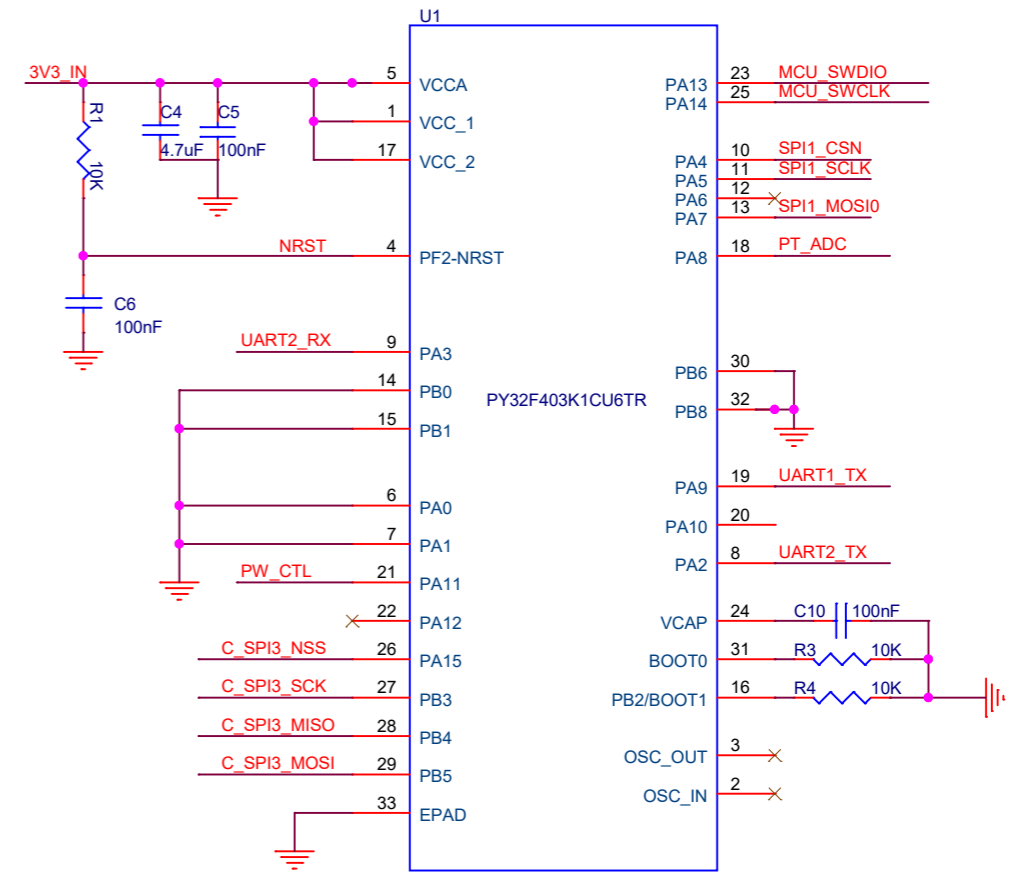 U1
3V3_IN
5
VCCA
1
VCC_1
17
VCC_2
R1
10K
C4
4.7uF
C5
100nF
NRST
4
PF2-NRST
C6
100nF
UART2_RX
9
PA3
14
PB0
15
PB1
6
PA0
7
PA1
PW_CTL
21
PA11
22
PA12
C_SPI3_NSS
26
PA15
C_SPI3_SCK
27
PB3
C_SPI3_MISO
28
PB4
C_SPI3_MOSI
29
PB5
33
EPAD
PY32F403K1CU6TR
PA13
23
MCU_SWDIO
PA14
25
MCU_SWCLK
PA4
10
SPI1_CSN
PA5
11
SPI1_SCLK
PA6
12
PA7
13
SPI1_MOSI0
PA8
18
PT_ADC
PB6
30
PB8
32
PA9
19
UART1_TX
PA10
20
PA2
8
UART2_TX
VCAP
24
C10
100nF
BOOT0
31
R3
10K
PB2/BOOT1
16
R4
10K
OSC_OUT
3
OSC_IN
2